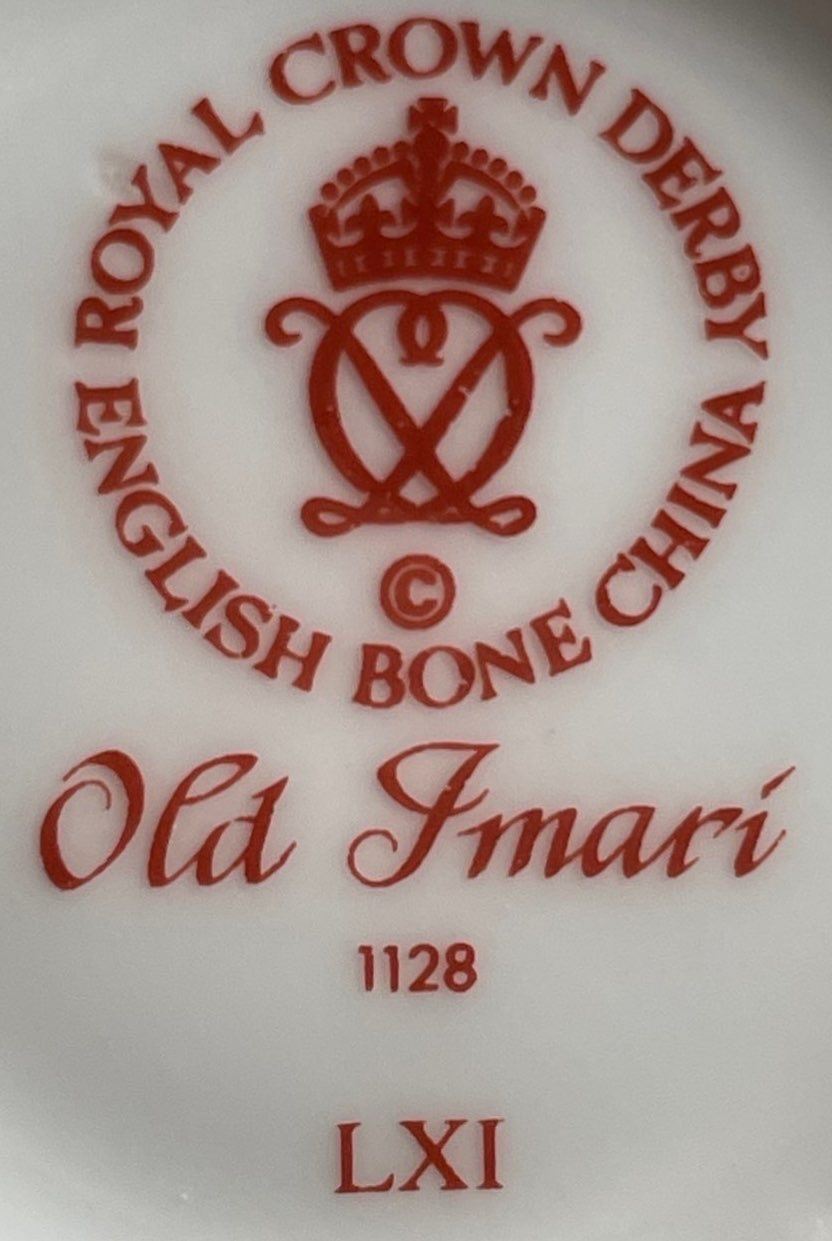 ROYAL CROWN DERBY
ENGLISH BONE CHINA
©
Old Imari
1128
LXI